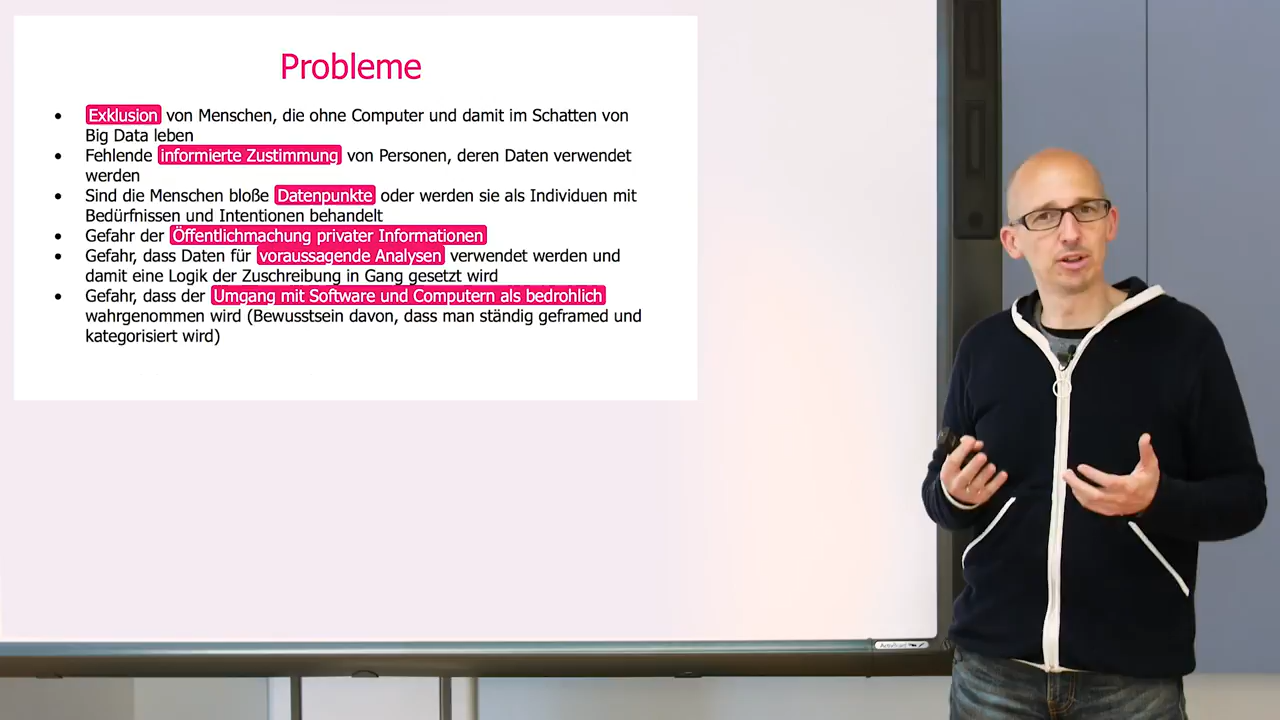 Probleme
• Exklusion von Menschen, die ohne Computer und damit im Schatten von
Big Data leben
• Fehlende informierte Zustimmung von Personen, deren Daten verwendet
werden
• Sind die Menschen bloße Datenpunkte oder werden sie als Individuen mit
Bedürfnissen und Intentionen behandelt
• Gefahr der Öffentlichmachung privater Informationen
• Gefahr, dass Daten für voraussagende Analysen verwendet werden und
damit eine Logik der Zuschreibung in Gang gesetzt wird
• Gefahr, dass der Umgang mit Software und Computern als bedrohlich
wahrgenommen wird (Bewusstsein davon, dass man ständig geframed und
kategorisiert wird)